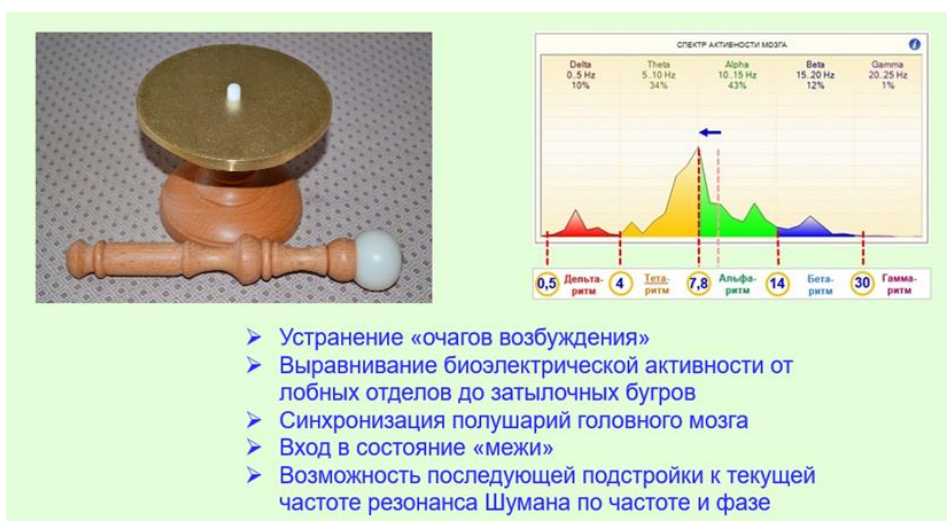 СПЕКТР АКТИВНОСТИ МОЗГА
Delta Theta Alpha Beta Gamma
0..5 Hz 5..10 Hz 10..15 Hz 15..20 Hz 20..25 Hz
10% 34% 43% 12% 1%
0,5 Дельта- 4 Тета- 7,8 Альфа- 14 Бета- 30 Гамма-
ритм ритм ритм ритм ритм
Устранение «очагов возбуждения»
Выравнивание биоэлектрической активности от
лобных отделов до затылочных бугров
Синхронизация полушарий головного мозга
Вход в состояние «межи»
Возможность последующей подстройки к текущей
частоте резонанса Шумана по частоте и фазе